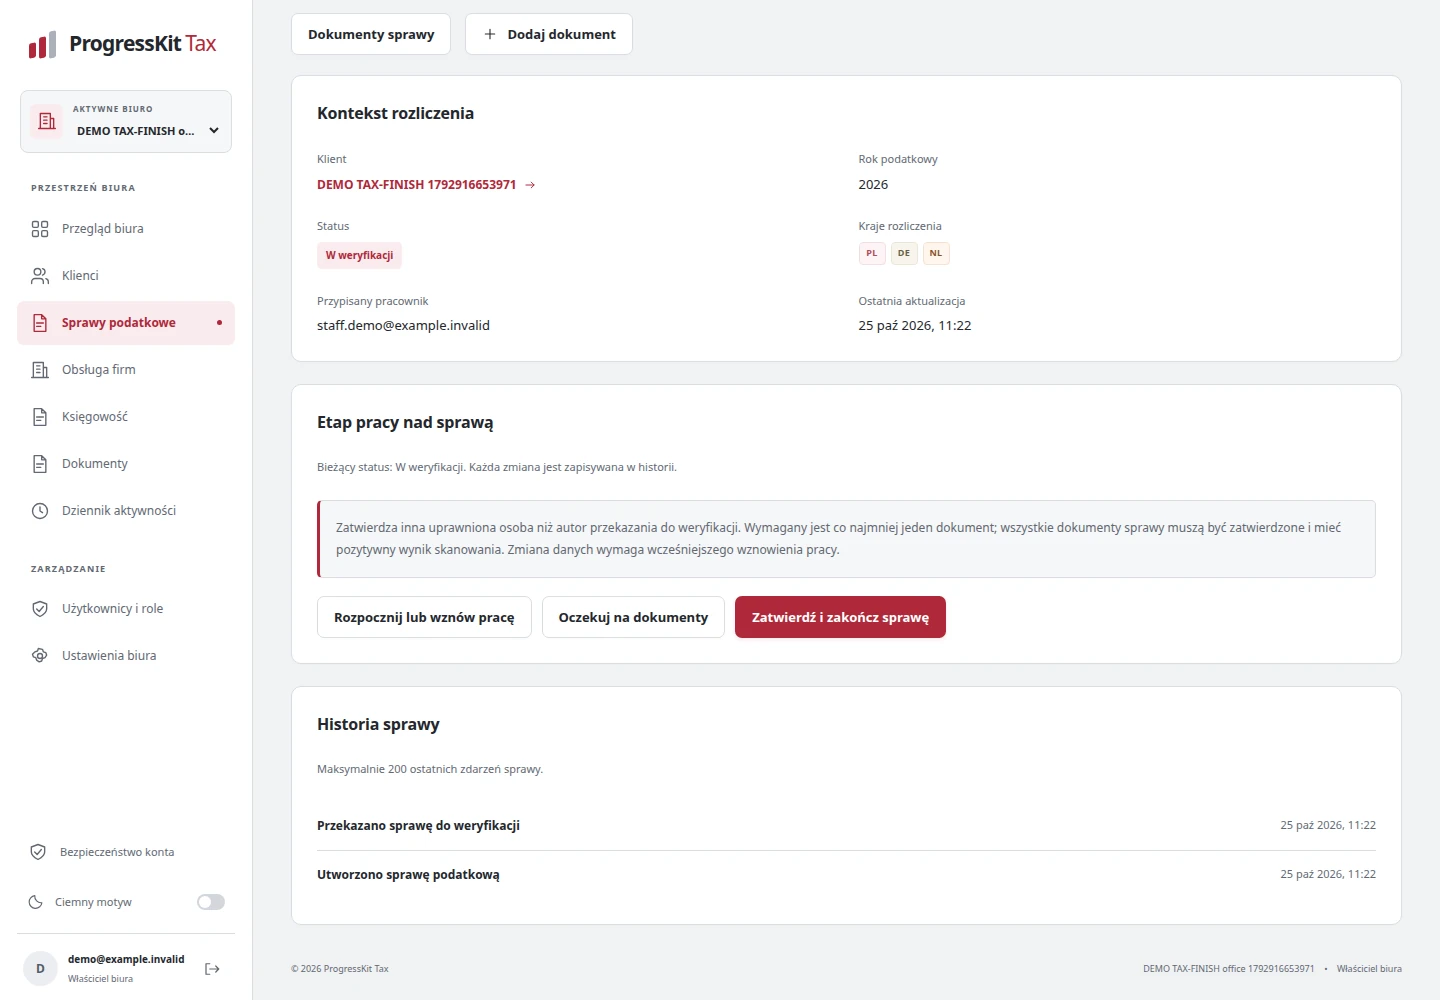 ProgressKit Tax
AKTYWNE BIURO
DEMO TAX-FINISH o...
PRZESTRZEŃ BIURA
Przegląd biura
Klienci
Sprawy podatkowe
Obsługa firm
Księgowość
Dokumenty
Dziennik aktywności
ZARZĄDZANIE
Użytkownicy i role
Ustawienia biura
Bezpieczeństwo konta
Ciemny motyw
D
demo@example.invalid
Właściciel biura
Dokumenty sprawy
Dodaj dokument
Kontekst rozliczenia
Klient
DEMO TAX-FINISH 1792916653971
Rok podatkowy
2026
Status
W weryfikacji
Kraje rozliczenia
PL DE NL
Przypisany pracownik
staff.demo@example.invalid
Ostatnia aktualizacja
25 paź 2026, 11:22
Etap pracy nad sprawą
Bieżący status: W weryfikacji. Każda zmiana jest zapisywana w historii.
Zatwierdza inna uprawniona osoba niż autor przekazania do weryfikacji. Wymagany jest co najmniej jeden dokument; wszystkie dokumenty sprawy muszą być zatwierdzone i mieć
pozytywny wynik skanowania. Zmiana danych wymaga wcześniejszego wznowienia pracy.
Rozpocznij lub wznów pracę
Oczekuj na dokumenty
Zatwierdź i zakończ sprawę
Historia sprawy
Maksymalnie 200 ostatnich zdarzeń sprawy.
Przekazano sprawę do weryfikacji 25 paź 2026, 11:22
Utworzono sprawę podatkową 25 paź 2026, 11:22
© 2026 ProgressKit Tax
DEMO TAX-FINISH office 1792916653971 • Właściciel biura